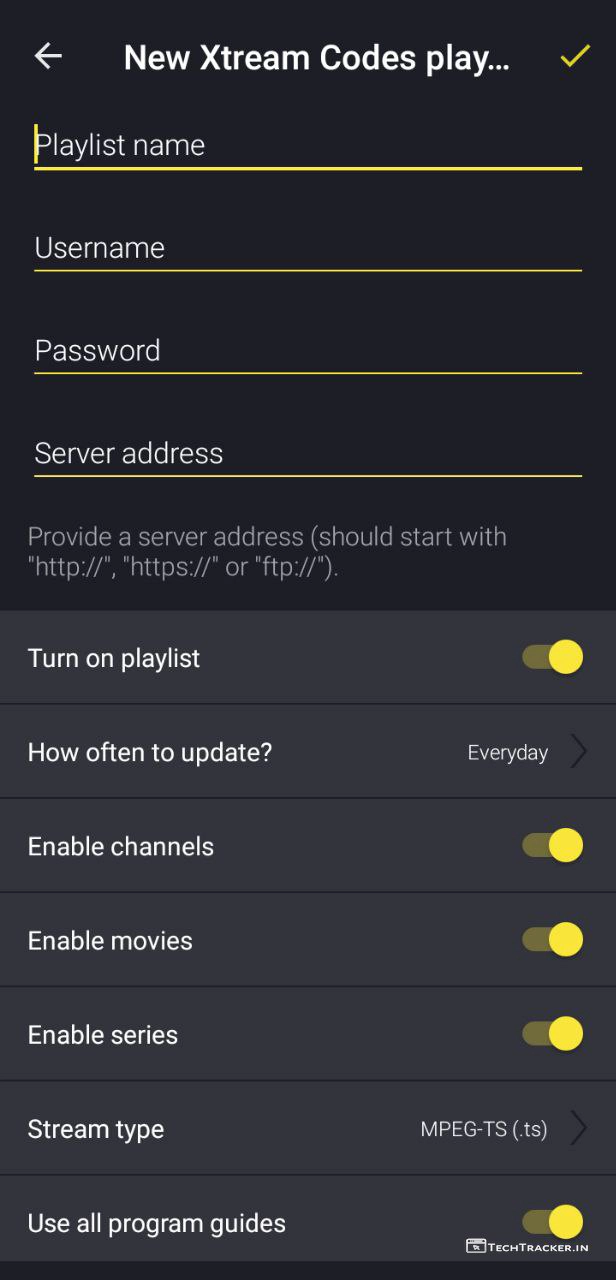 New Xtream Codes play...
Playlist name
Username
Password
Server address
Provide a server address (should start with
"http://", "https://" or "ftp://").
Turn on playlist
How often to update? Everyday
Enable channels
Enable movies
Enable series
Stream type MPEG-TS (.ts)
Use all program guides
TECHTRACKER.IN